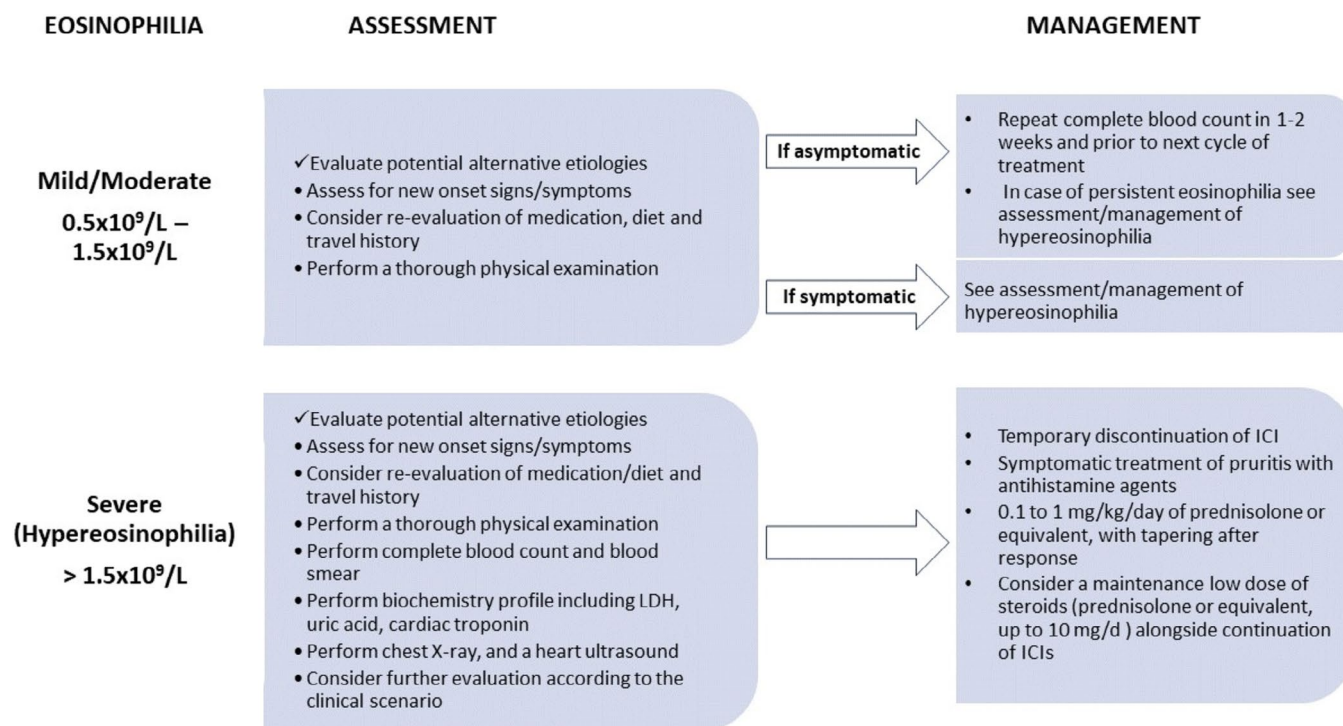 EOSINOPHILIA
ASSESSMENT
MANAGEMENT
Mild/Moderate
0.5x10⁹/L –
1.5x10⁹/L
✓Evaluate potential alternative etiologies
• Assess for new onset signs/symptoms
• Consider re-evaluation of medication, diet and
travel history
• Perform a thorough physical examination
If asymptomatic
• Repeat complete blood count in 1-2
weeks and prior to next cycle of
treatment
• In case of persistent eosinophilia see
assessment/management of
hypereosinophilia
If symptomatic
See assessment/management of
hypereosinophilia
Severe
(Hypereosinophilia)
> 1.5x10⁹/L
✓Evaluate potential alternative etiologies
• Assess for new onset signs/symptoms
• Consider re-evaluation of medication/diet and
travel history
• Perform a thorough physical examination
• Perform complete blood count and blood
smear
• Perform biochemistry profile including LDH,
uric acid, cardiac troponin
• Perform chest X-ray, and a heart ultrasound
• Consider further evaluation according to the
clinical scenario
• Temporary discontinuation of ICI
• Symptomatic treatment of pruritis with
antihistamine agents
• 0.1 to 1 mg/kg/day of prednisolone or
equivalent, with tapering after
response
• Consider a maintenance low dose of
steroids (prednisolone or equivalent,
up to 10 mg/d ) alongside continuation
of ICIs